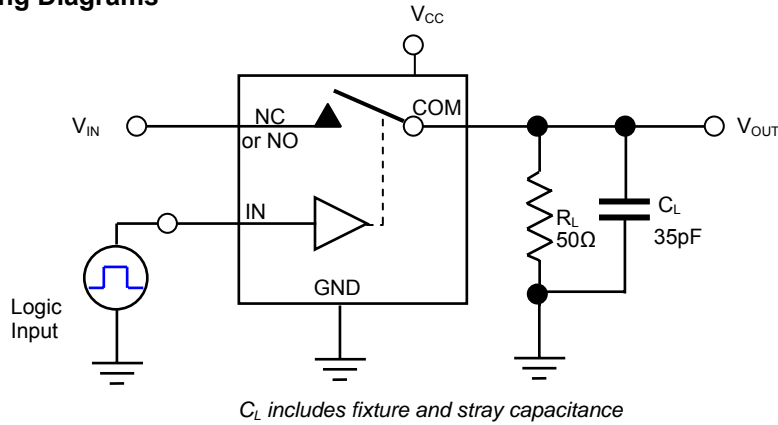 ng Diagrams
VCC
VIN
NC
or NO
COM
VOUT
IN
RL
50Ω
CL
35pF
GND
Logic
Input
CL includes fixture and stray capacitance